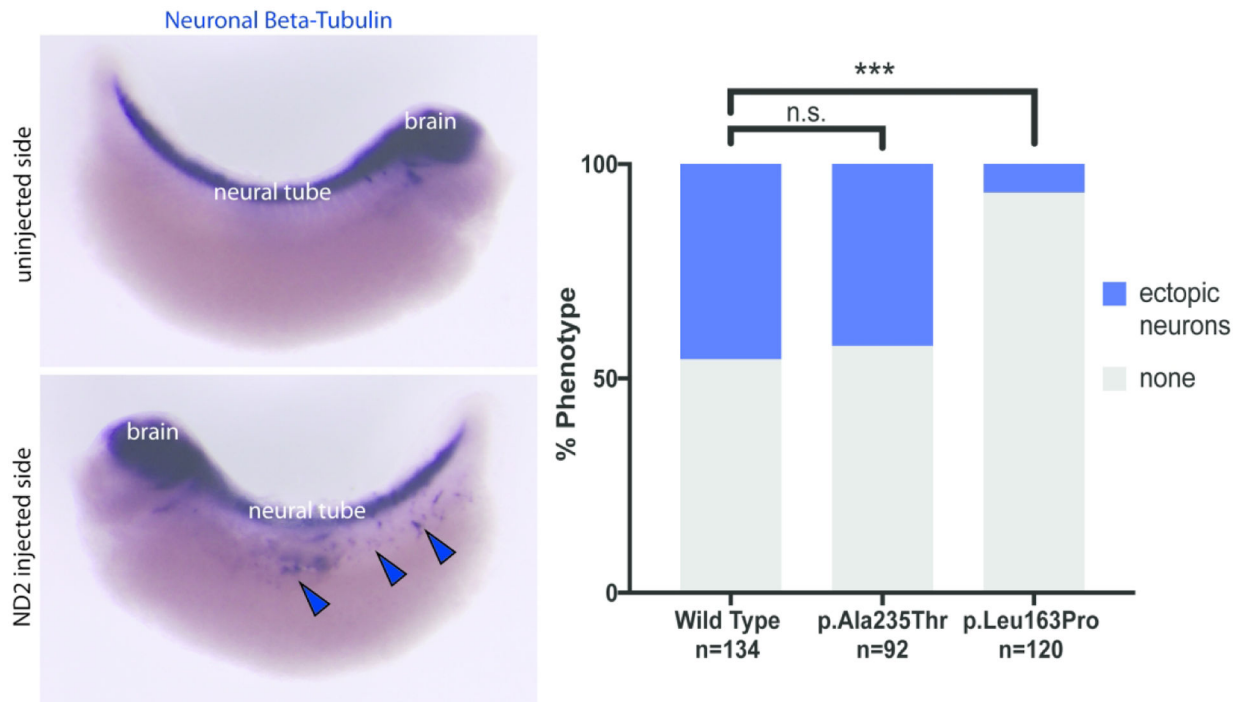 Neuronal Beta-Tubulin
uninjected side
brain
neural tube
ND2 injected side
brain
neural tube
***
n.s.
% Phenotype
100
50
0
Wild Type
n=134
p.Ala235Thr
n=92
p.Leu163Pro
n=120
ectopic
neurons
none